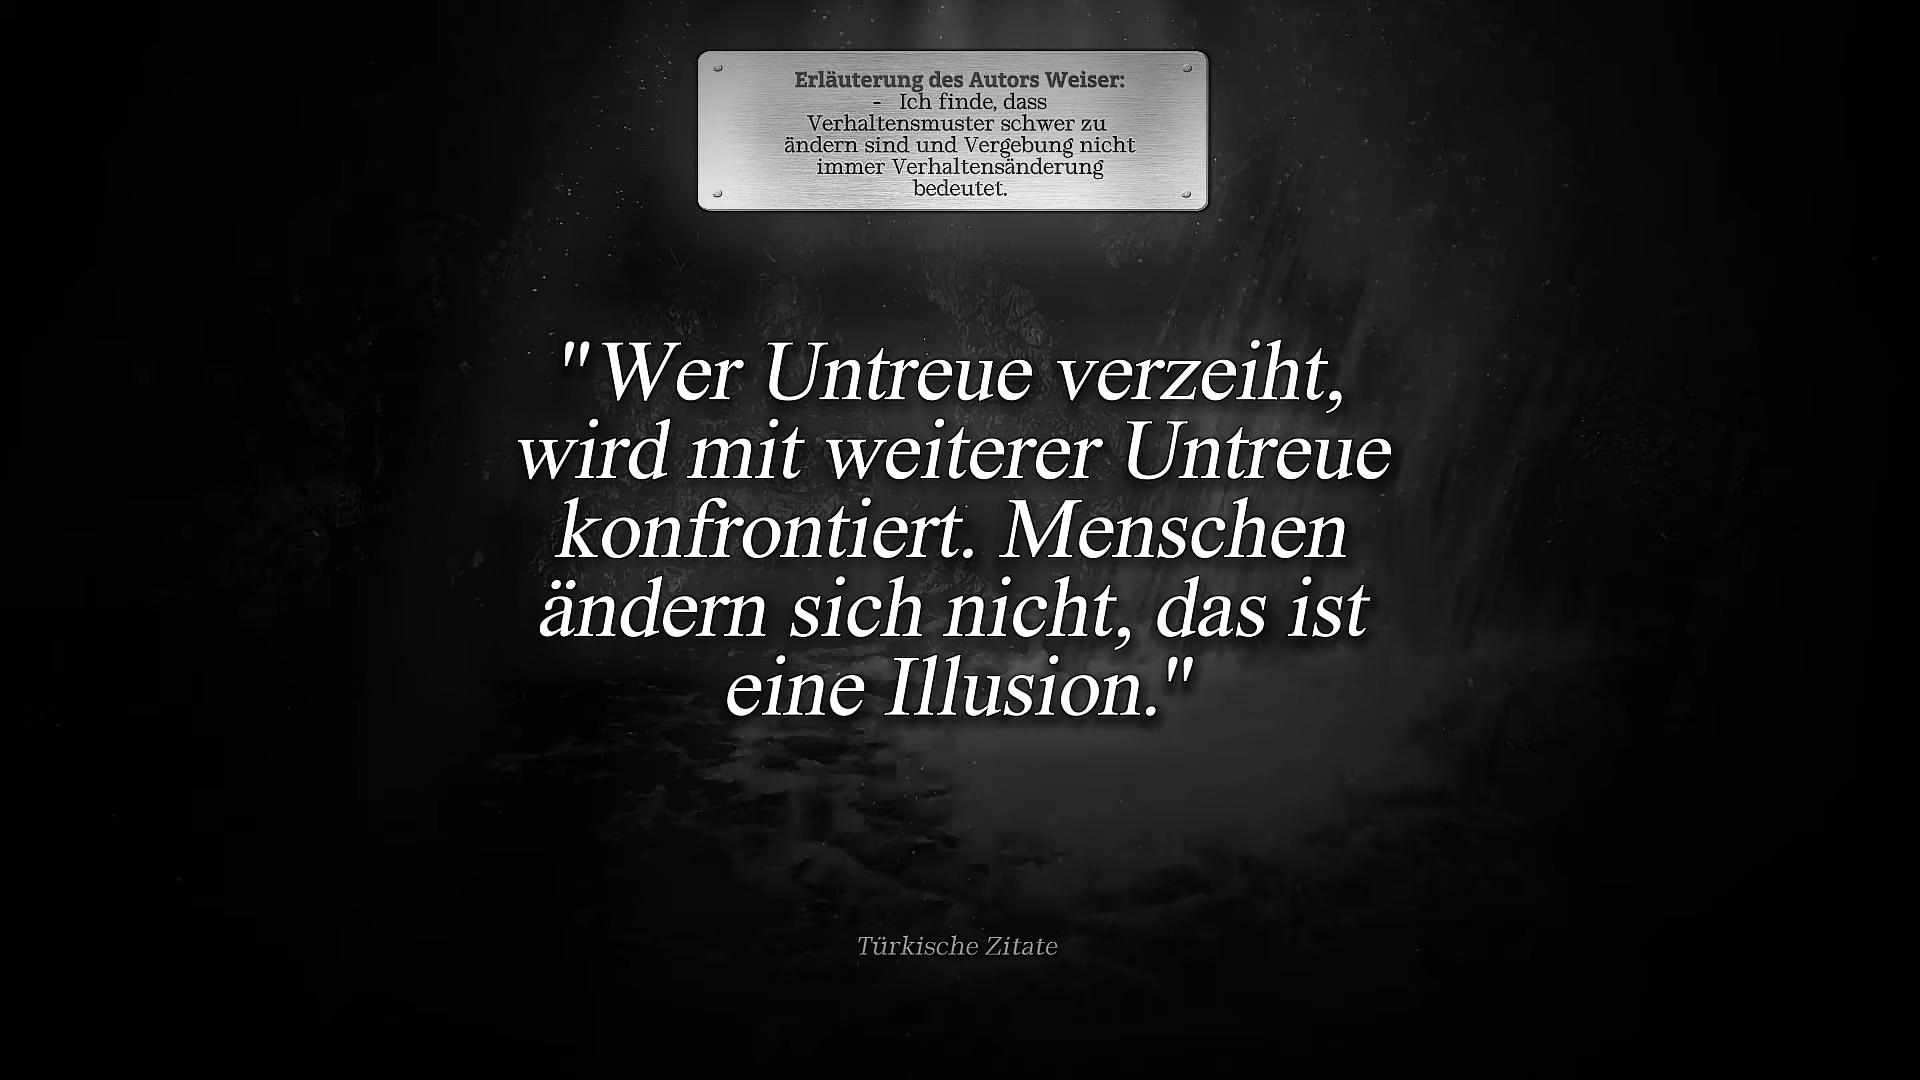 Erläuterung des Autors Weiser:
- Ich finde, dass
Verhaltensmuster schwer zu
ändern sind und Vergebung nicht
immer Verhaltensänderung
bedeutet.
"Wer Untreue verzeiht,
wird mit weiterer Untreue
konfrontiert. Menschen
ändern sich nicht, das ist
eine Illusion."
Türkische Zitate